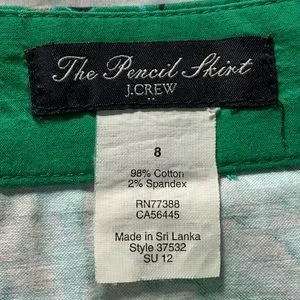 The Pencil Skirt
J.CREW
8
98% Cotton
2% Spandex
RN77388
CA56445
Made in Sri Lanka
Style 37532
SU 12